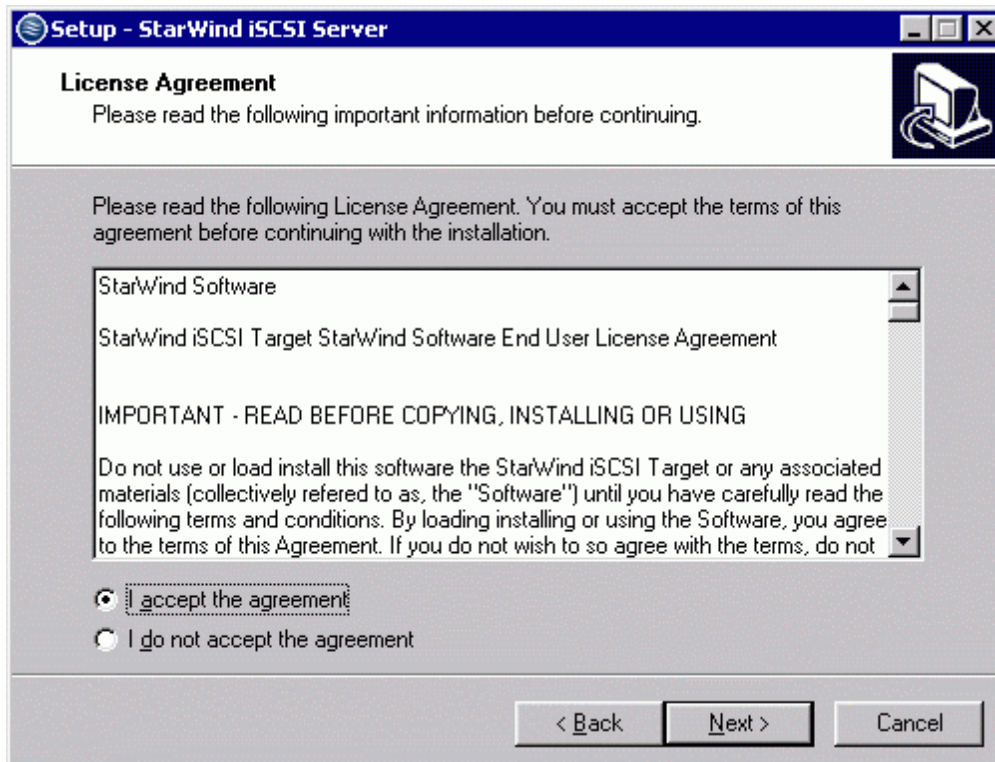 Setup - StarWind iSCSI Server
License Agreement
Please read the following important information before continuing.
Please read the following License Agreement. You must accept the terms of this
agreement before continuing with the installation.
StarWind Software
StarWind iSCSI Target StarWind Software End User License Agreement
IMPORTANT - READ BEFORE COPYING, INSTALLING OR USING
Do not use or load install this software the StarWind iSCSI Target or any associated
materials (collectively refered to as, the "Software") until you have carefully read the
following terms and conditions. By loading installing or using the Software, you agree
to the terms of this Agreement. If you do not wish to so agree with the terms, do not
I accept the agreement
I do not accept the agreement
< Back Next > Cancel